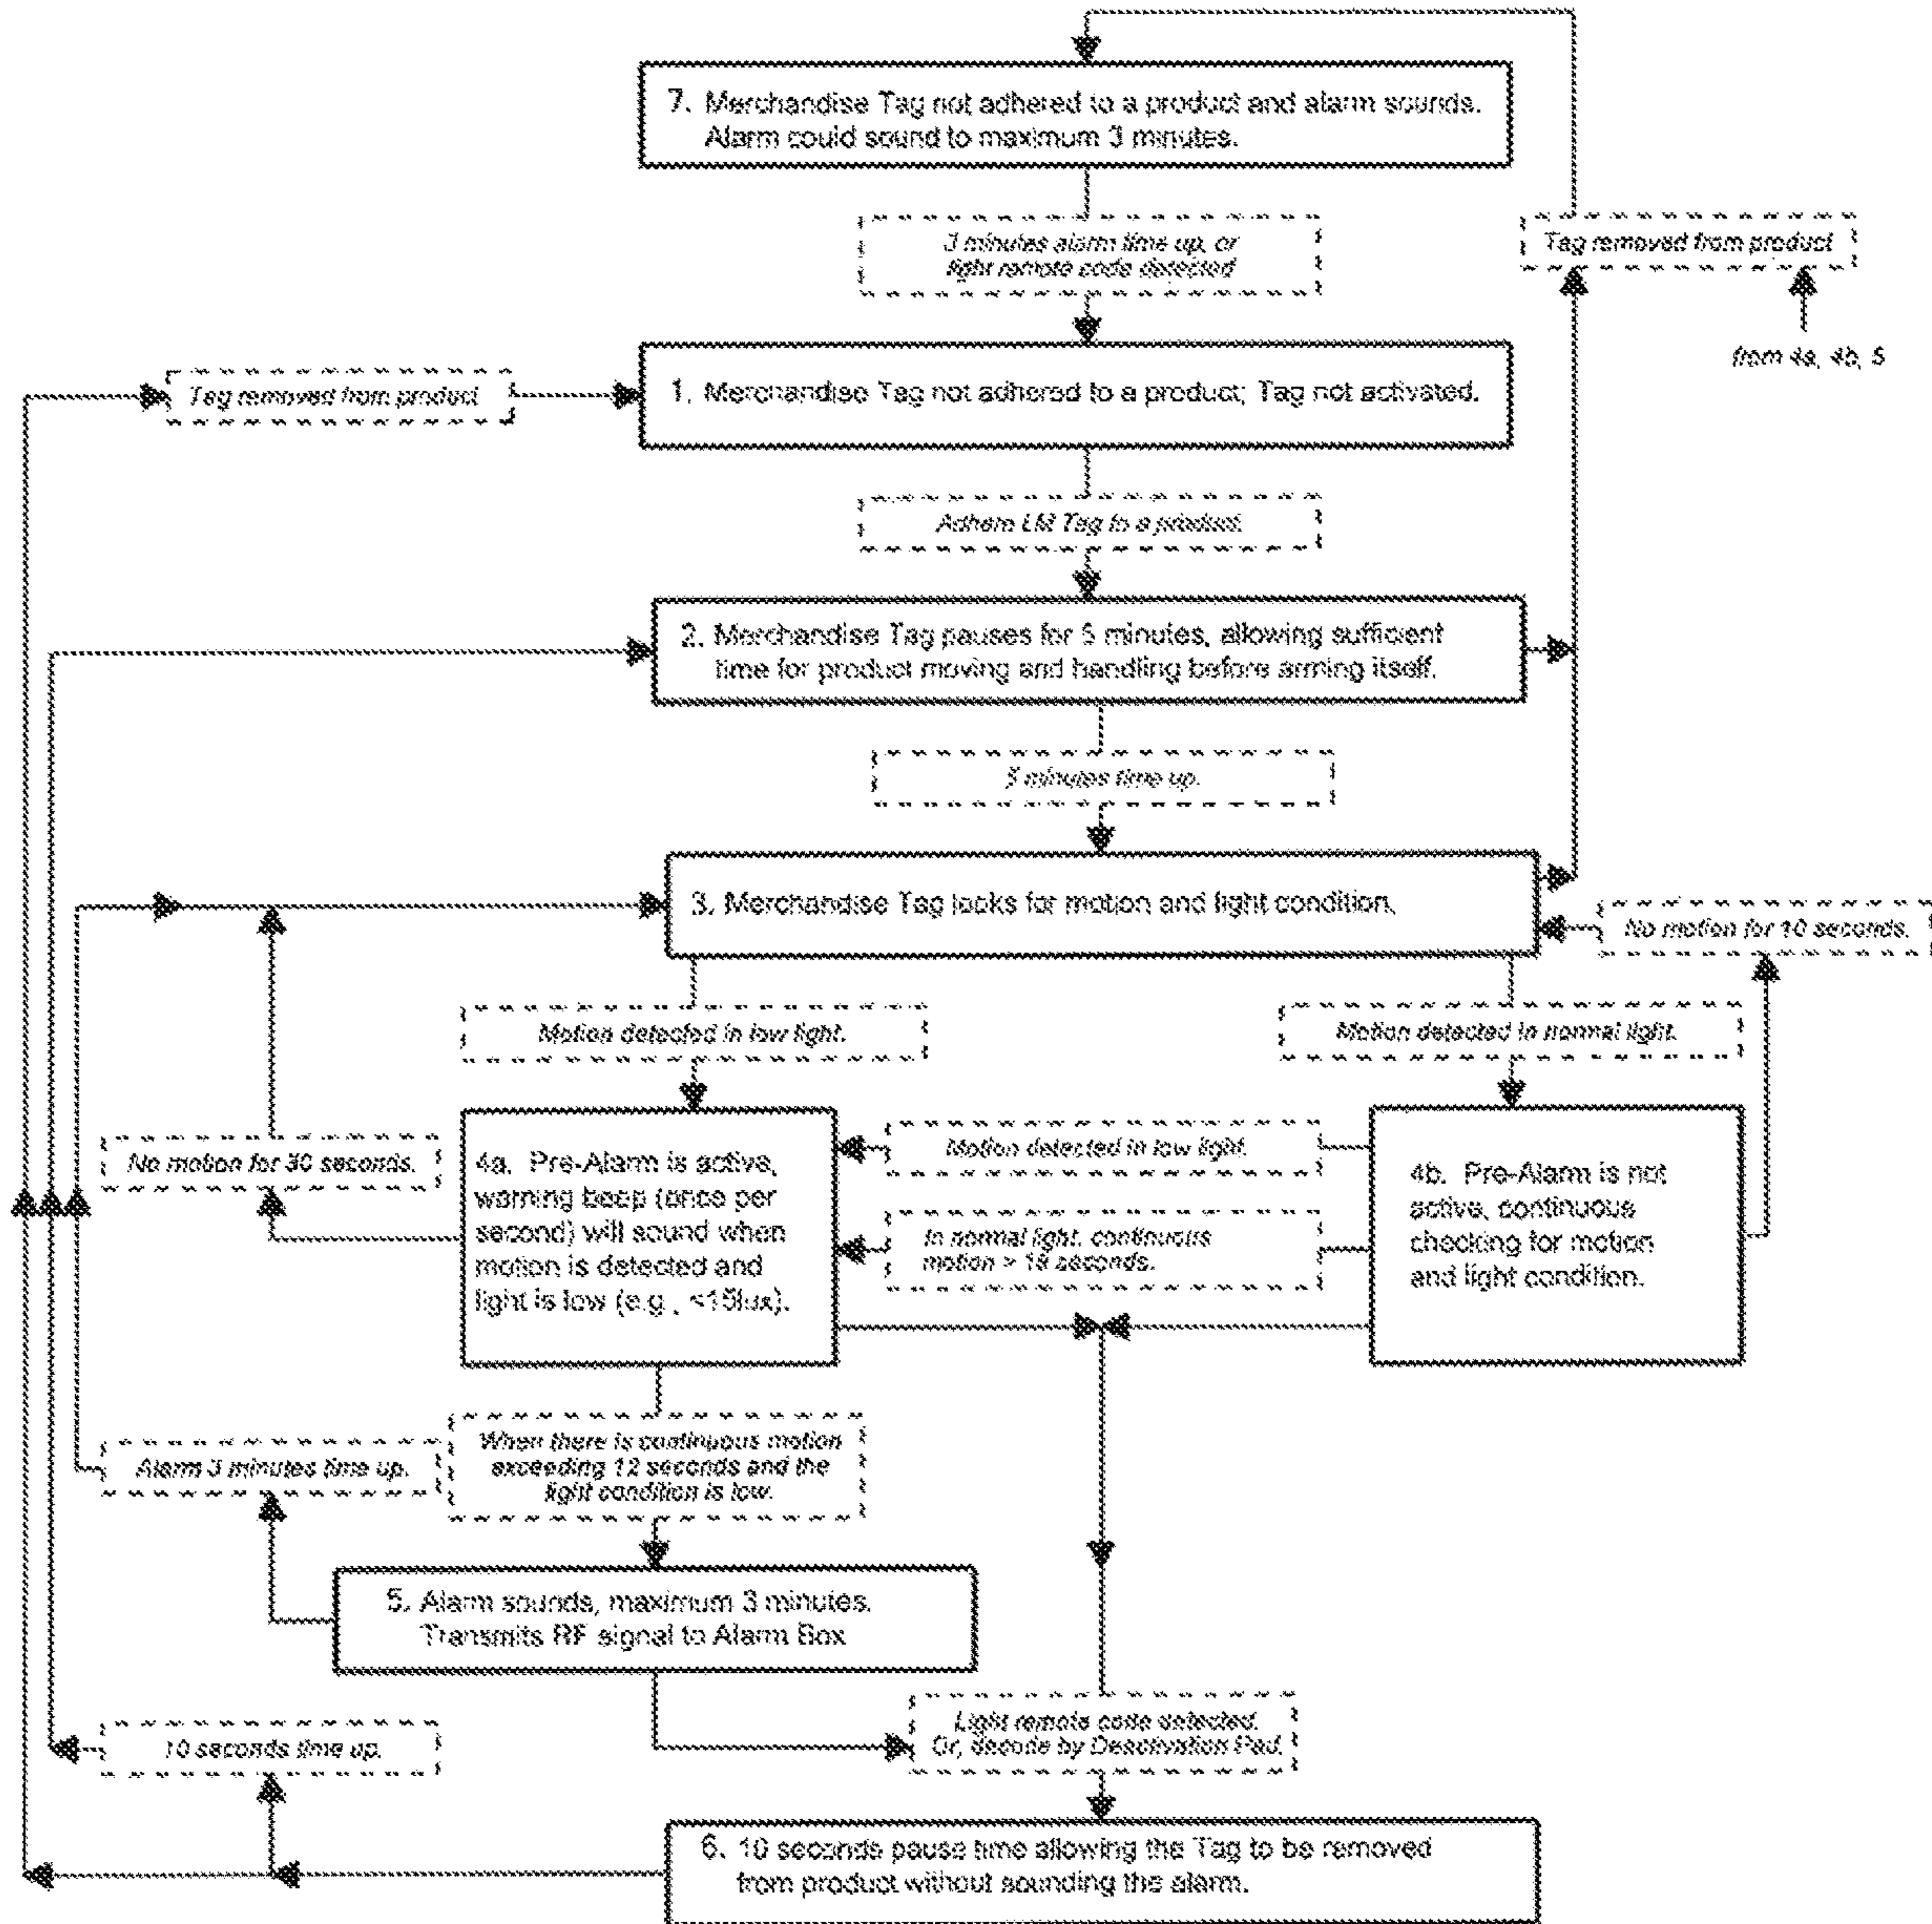 7. Merchandise Tag not adhered to a product and alarm sounds.
Alarm could sound to maximum 3 minutes.
3 minutes alarm time up, or
light remote code detected
Tag removed from product
from 4a, 4b, 5
Tag removed from product
1. Merchandise Tag not adhered to a product; Tag not activated.
Adhere LM Tag to a product.
2. Merchandise Tag pauses for 5 minutes, allowing sufficient
time for product moving and handling before arming itself.
5 minutes time up.
3. Merchandise Tag looks for motion and light condition.
No motion for 10 seconds.
Motion detected in low light.
Motion detected in normal light.
No motion for 30 seconds.
4a. Pre-Alarm is active,
warning beep (once per
second) will sound when
motion is detected and
light is low (e.g., <15lux).
Motion detected in low light.
In normal light, continuous
motion > seconds.
4b. Pre-Alarm is not
active, continuous
checking for motion
and light condition.
When there is continuous motion
exceeding 12 seconds and the
light condition is low.
Alarm 3 minutes time up.
5. Alarm sounds, maximum 3 minutes.
Transmits RF signal to Alarm Box
Light remote code detected.
Or, decode by Deactivation Pad.
10 seconds time up.
6. 10 seconds pause time allowing the Tag to be removed
from product without sounding the alarm.